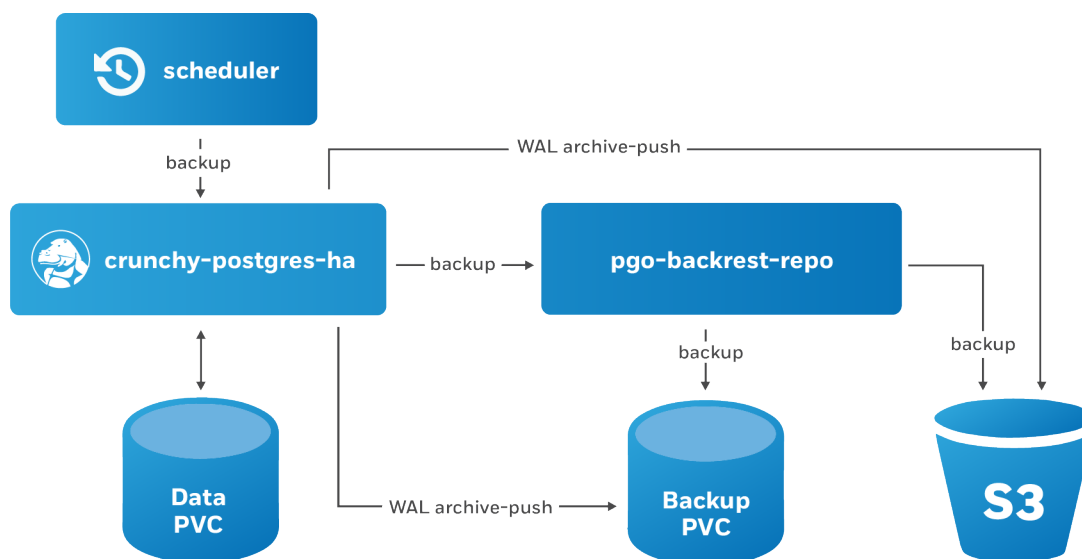 scheduler
WAL archive-push
backup
crunchy-postgres-ha
backup
pgo-backrest-repo
backup
backup
Data
PVC
WAL archive-push
Backup
PVC
S3